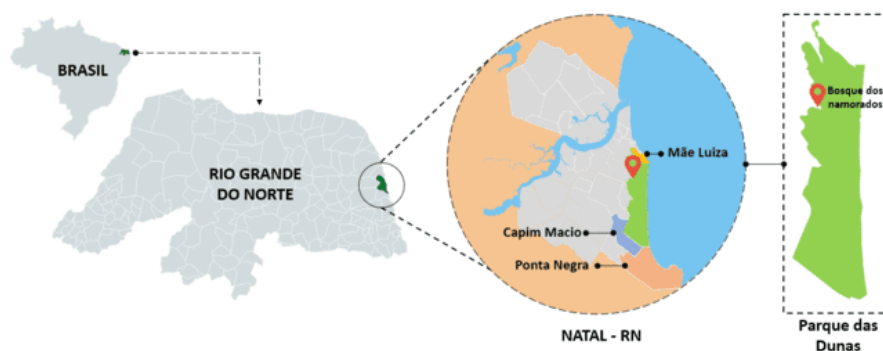 BRASIL
RIO GRANDE
DO NORTE
Mãe Luiza
Capim Macio
Ponta Negra
NATAL - RN
Bosque dos
namorados
Parque das
Dunas